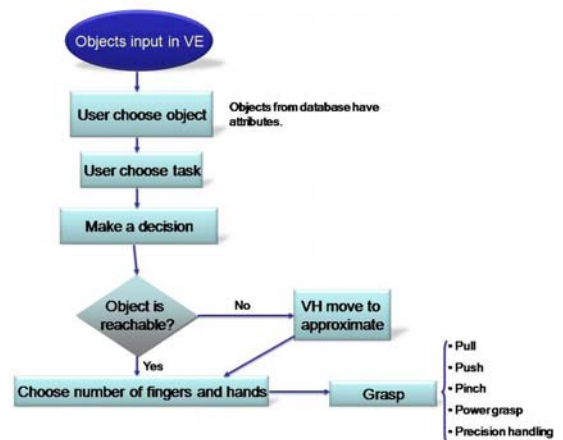 Objects input in VE
User choose object
Objects from database have
attributes.
User choose task
Make a decision
Object is
reachable?
No
VH move to
approximate
Yes
Choose number of fingers and hands
Grasp
• Pull
• Push
• Pinch
• Power grasp
• Precision handling